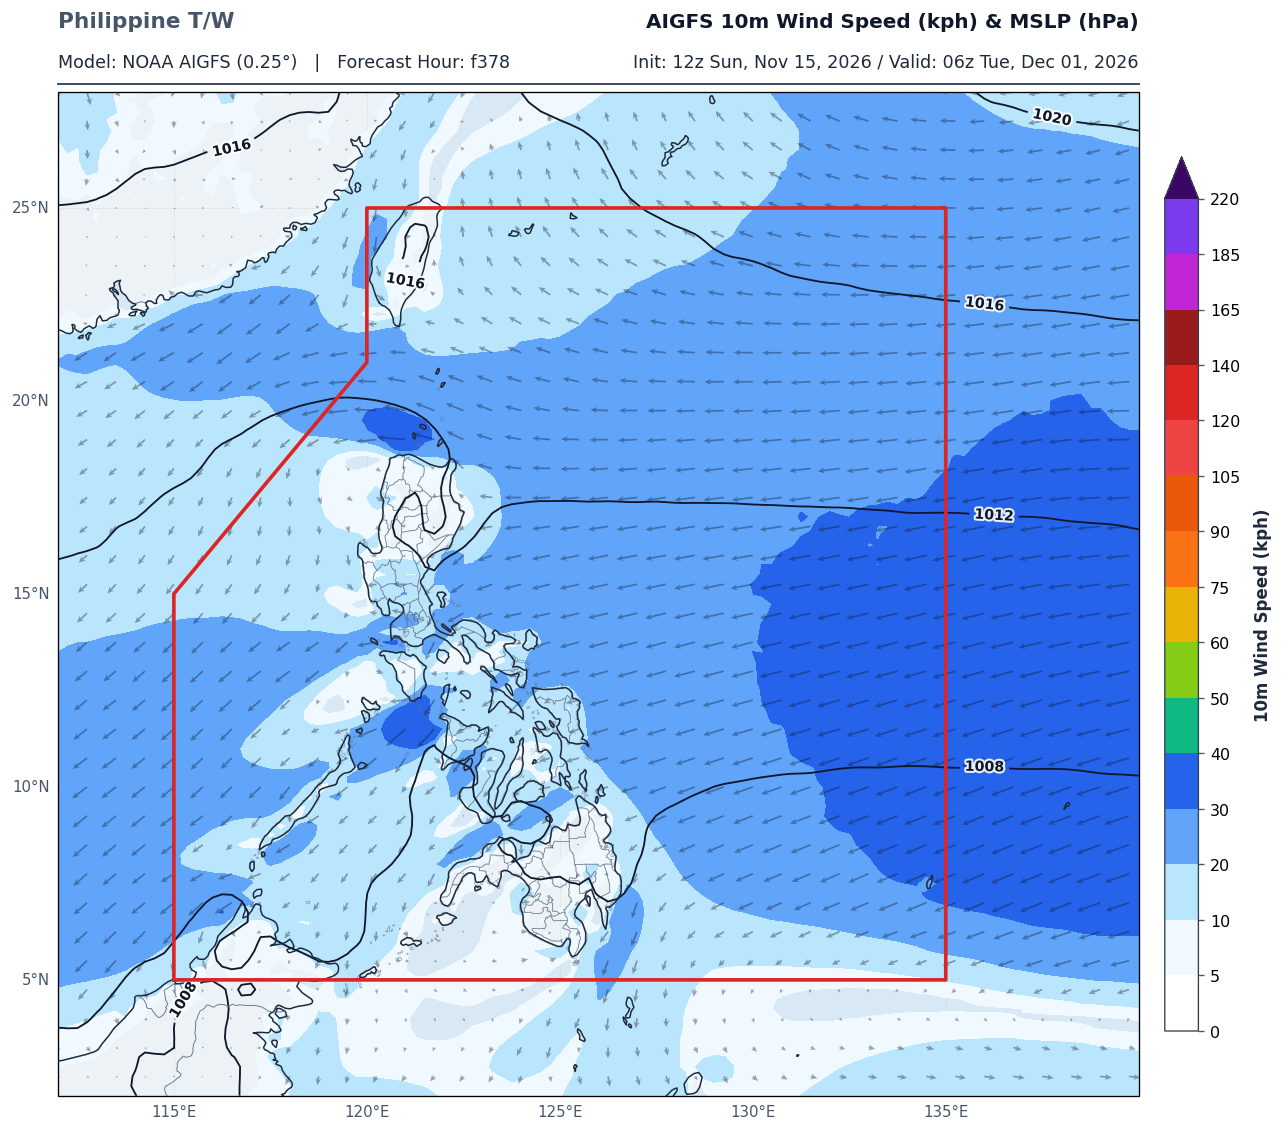 Philippine T/W
AIGFS 10m Wind Speed (kph) & MSLP (hPa)
Model: NOAA AIGFS (0.25°) | Forecast Hour: f378
Init: 12z Sun, Nov 15, 2026 / Valid: 06z Tue, Dec 01, 2026
1020
1016
1016
1016
1012
1008
1008
25°N
20°N
15°N
10°N
5°N
115°E
120°E
125°E
130°E
135°E
220
185
165
140
120
105
90
75
60
50
40
30
20
10
5
0
10m Wind Speed (kph)